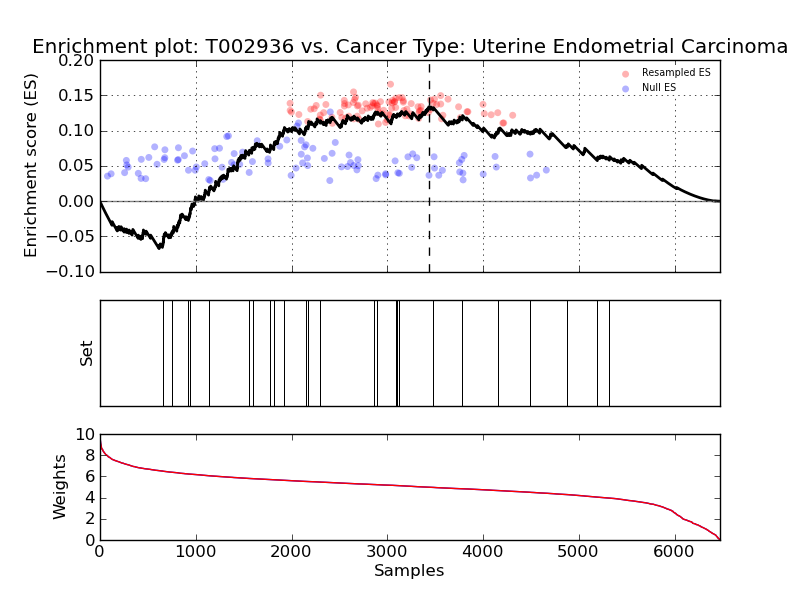 Enrichment plot: T002936 vs. Cancer Type: Uterine Endometrial Carcinoma
Enrichment score (ES)
0.20
0.15
0.10
0.05
0.00
−0.05
−0.10
Resampled ES
Null ES
Set
Weights
10
8
6
4
2
0
0 1000 2000 3000 4000 5000 6000
Samples